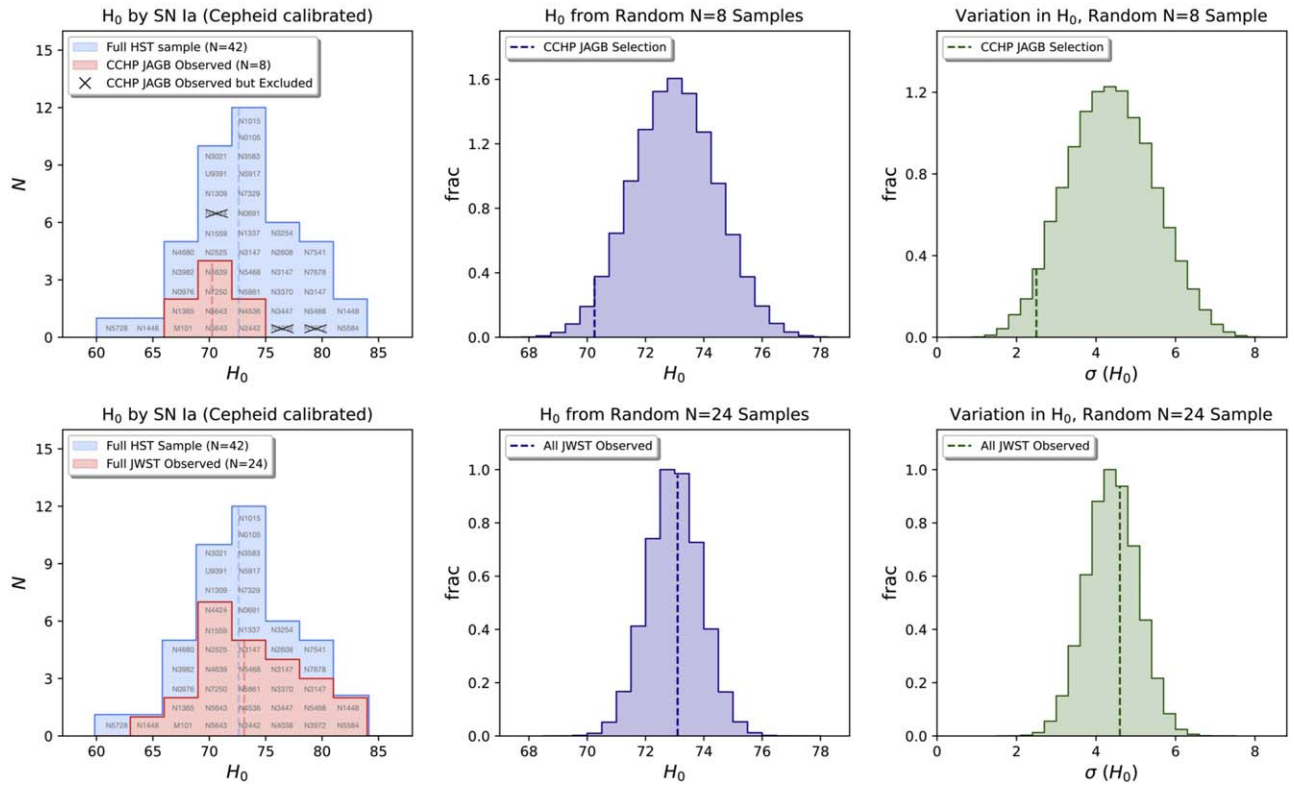 H₀ by SN Ia (Cepheid calibrated)
Full HST sample (N=42)
CCHP JAGB Observed (N=8)
CCHP JAGB Observed but Excluded
N
15
12
9
6
3
0
N1015
N0105
N3021 N3583
U9391 N5917
N1309 N7329
N0691
N1559 N1337 N3254
N4680 N2525 N3147 N2608 N7541
N3982 N4639 N5468 N3147 N7678
N0976 N7250 N5861 N3370 N3147
N1365 N5643 N4536 N3447 N5468 N1448
N5728 N1448 M101 N5643 N2442 N5584
60 65 70 75 80 85
H₀
H₀ from Random N=8 Samples
CCHP JAGB Selection
frac
1.6
1.2
0.8
0.4
0.0
68 70 72 74 76 78
H₀
Variation in H₀, Random N=8 Sample
CCHP JAGB Selection
frac
1.2
0.8
0.4
0.0
0 2 4 6 8
σ (H₀)
H₀ by SN Ia (Cepheid calibrated)
Full HST Sample (N=42)
Full JWST Observed (N=24)
N
15
12
9
6
3
0
N1015
N0105
N3021 N3583
U9391 N5917
N1309 N7329
N4424 N0691
N1559 N1337 N3254
N4680 N2525 N3147 N2608 N7541
N3982 N4639 N5468 N3147 N7678
N0976 N7250 N5861 N3370 N3147
N1365 N5643 N4536 N3447 N5468 N1448
N5728 N1448 M101 N5643 N2442 N4038 N3972 N5584
60 65 70 75 80 85
H₀
H₀ from Random N=24 Samples
All JWST Observed
frac
1.0
0.8
0.6
0.4
0.2
0.0
68 70 72 74 76 78
H₀
Variation in H₀, Random N=24 Sample
All JWST Observed
frac
1.0
0.8
0.6
0.4
0.2
0.0
0 2 4 6 8
σ (H₀)